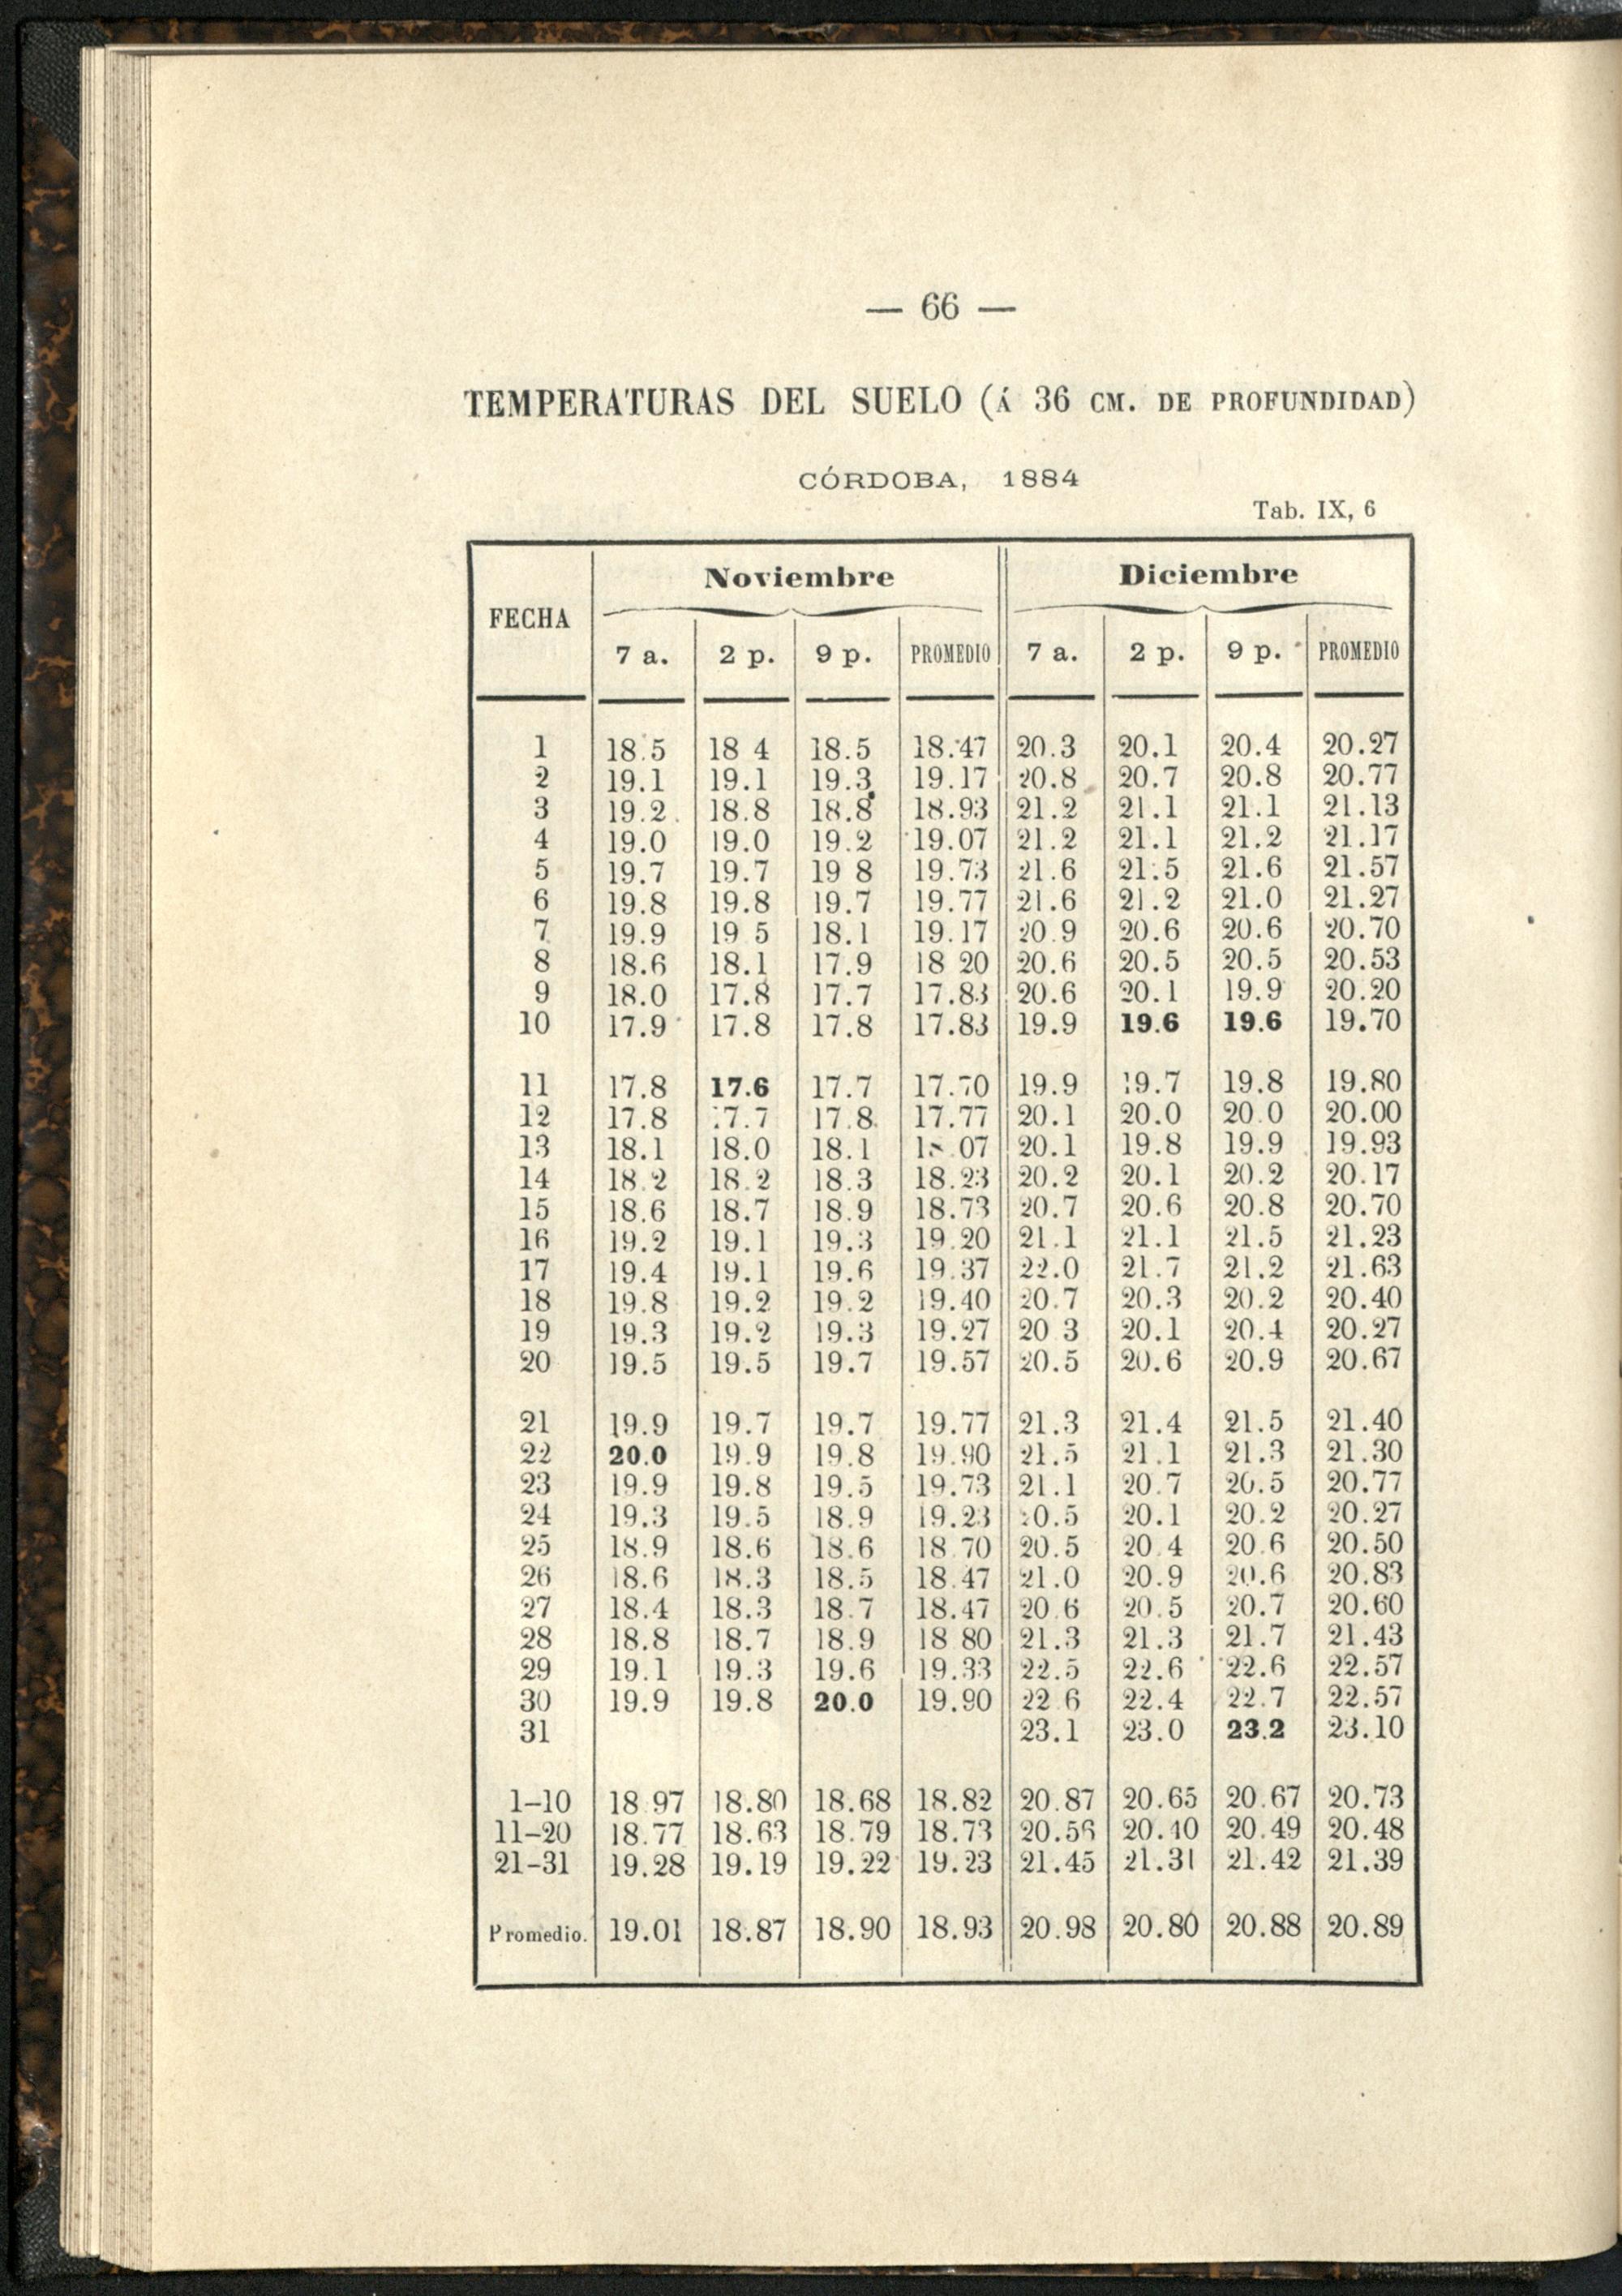 — 66 —
TEMPERATURAS DEL SUELO (Á 36 CM. DE PROFUNDIDAD)
CÓRDOBA, 1884
Tab. IX, 6
FECHA Noviembre Diciembre
7 a. 2 p. 9 p. PROMEDIO 7 a. 2 p. 9 p. PROMEDIO
1 18.5 18 4 18.5 18.47 20.3 20.1 20.4 20.27
2 19.1 19.1 19.3 19.17 20.8 20.7 20.8 20.77
3 19.2 18.8 18.8 18.93 21.2 21.1 21.1 21.13
4 19.0 19.0 19.2 19.07 21.2 21.1 21.2 21.17
5 19.7 19.7 19 8 19.73 21.6 21.5 21.6 21.57
6 19.8 19.8 19.7 19.77 21.6 21.2 21.0 21.27
7 19.9 19 5 18.1 19.17 20.9 20.6 20.6 20.70
8 18.6 18.1 17.9 18 20 20.6 20.5 20.5 20.53
9 18.0 17.8 17.7 17.83 20.6 20.1 19.9 20.20
10 17.9 17.8 17.8 17.83 19.9 19.6 19.6 19.70
11 17.8 17.6 17.7 17.70 19.9 19.7 19.8 19.80
12 17.8 17.7 17.8 17.77 20.1 20.0 20.0 20.00
13 18.1 18.0 18.1 18.07 20.1 19.8 19.9 19.93
14 18.2 18.2 18.3 18.23 20.2 20.1 20.2 20.17
15 18.6 18.7 18.9 18.73 20.7 20.6 20.8 20.70
16 19.2 19.1 19.3 19.20 21.1 21.1 21.5 21.23
17 19.4 19.1 19.6 19.37 22.0 21.7 21.2 21.63
18 19.8 19.2 19.2 19.40 20.7 20.3 20.2 20.40
19 19.3 19.2 19.3 19.27 20 3 20.1 20.4 20.27
20 19.5 19.5 19.7 19.57 20.5 20.6 20.9 20.67
21 19.9 19.7 19.7 19.77 21.3 21.4 21.5 21.40
22 20.0 19.9 19.8 19.90 21.5 21.1 21.3 21.30
23 19.9 19.8 19.5 19.73 21.1 20.7 20.5 20.77
24 19.3 19.5 18.9 19.23 20.5 20.1 20.2 20.27
25 18.9 18.6 18.6 18.70 20.5 20.4 20.6 20.50
26 18.6 18.3 18.5 18.47 21.0 20.9 20.6 20.83
27 18.4 18.3 18.7 18.47 20.6 20.5 20.7 20.60
28 18.8 18.7 18.9 18 80 21.3 21.3 21.7 21.43
29 19.1 19.3 19.6 19.33 22.5 22.6 22.6 22.57
30 19.9 19.8 20.0 19.90 22 6 22.4 22.7 22.57
31 23.1 23.0 23.2 23.10
1–10 18 97 18.80 18.68 18.82 20.87 20.65 20.67 20.73
11–20 18.77 18.63 18.79 18.73 20.56 20.40 20.49 20.48
21–31 19.28 19.19 19.22 19.23 21.45 21.31 21.42 21.39
Promedio. 19.01 18.87 18.90 18.93 20.98 20.80 20.88 20.89